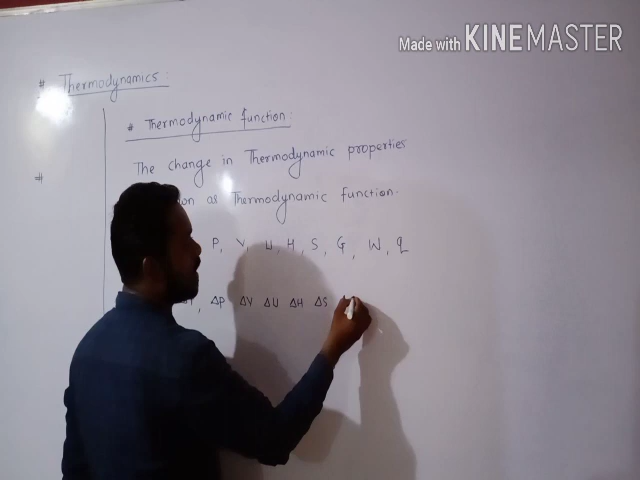 Made with KINEMASTER
# Thermodynamics:
# Thermodynamic function:
The change in Thermodynamic properties
#
as Thermodynamic function.
P, V, U, H, S, G, W, q
ΔP ΔV ΔU ΔH ΔS